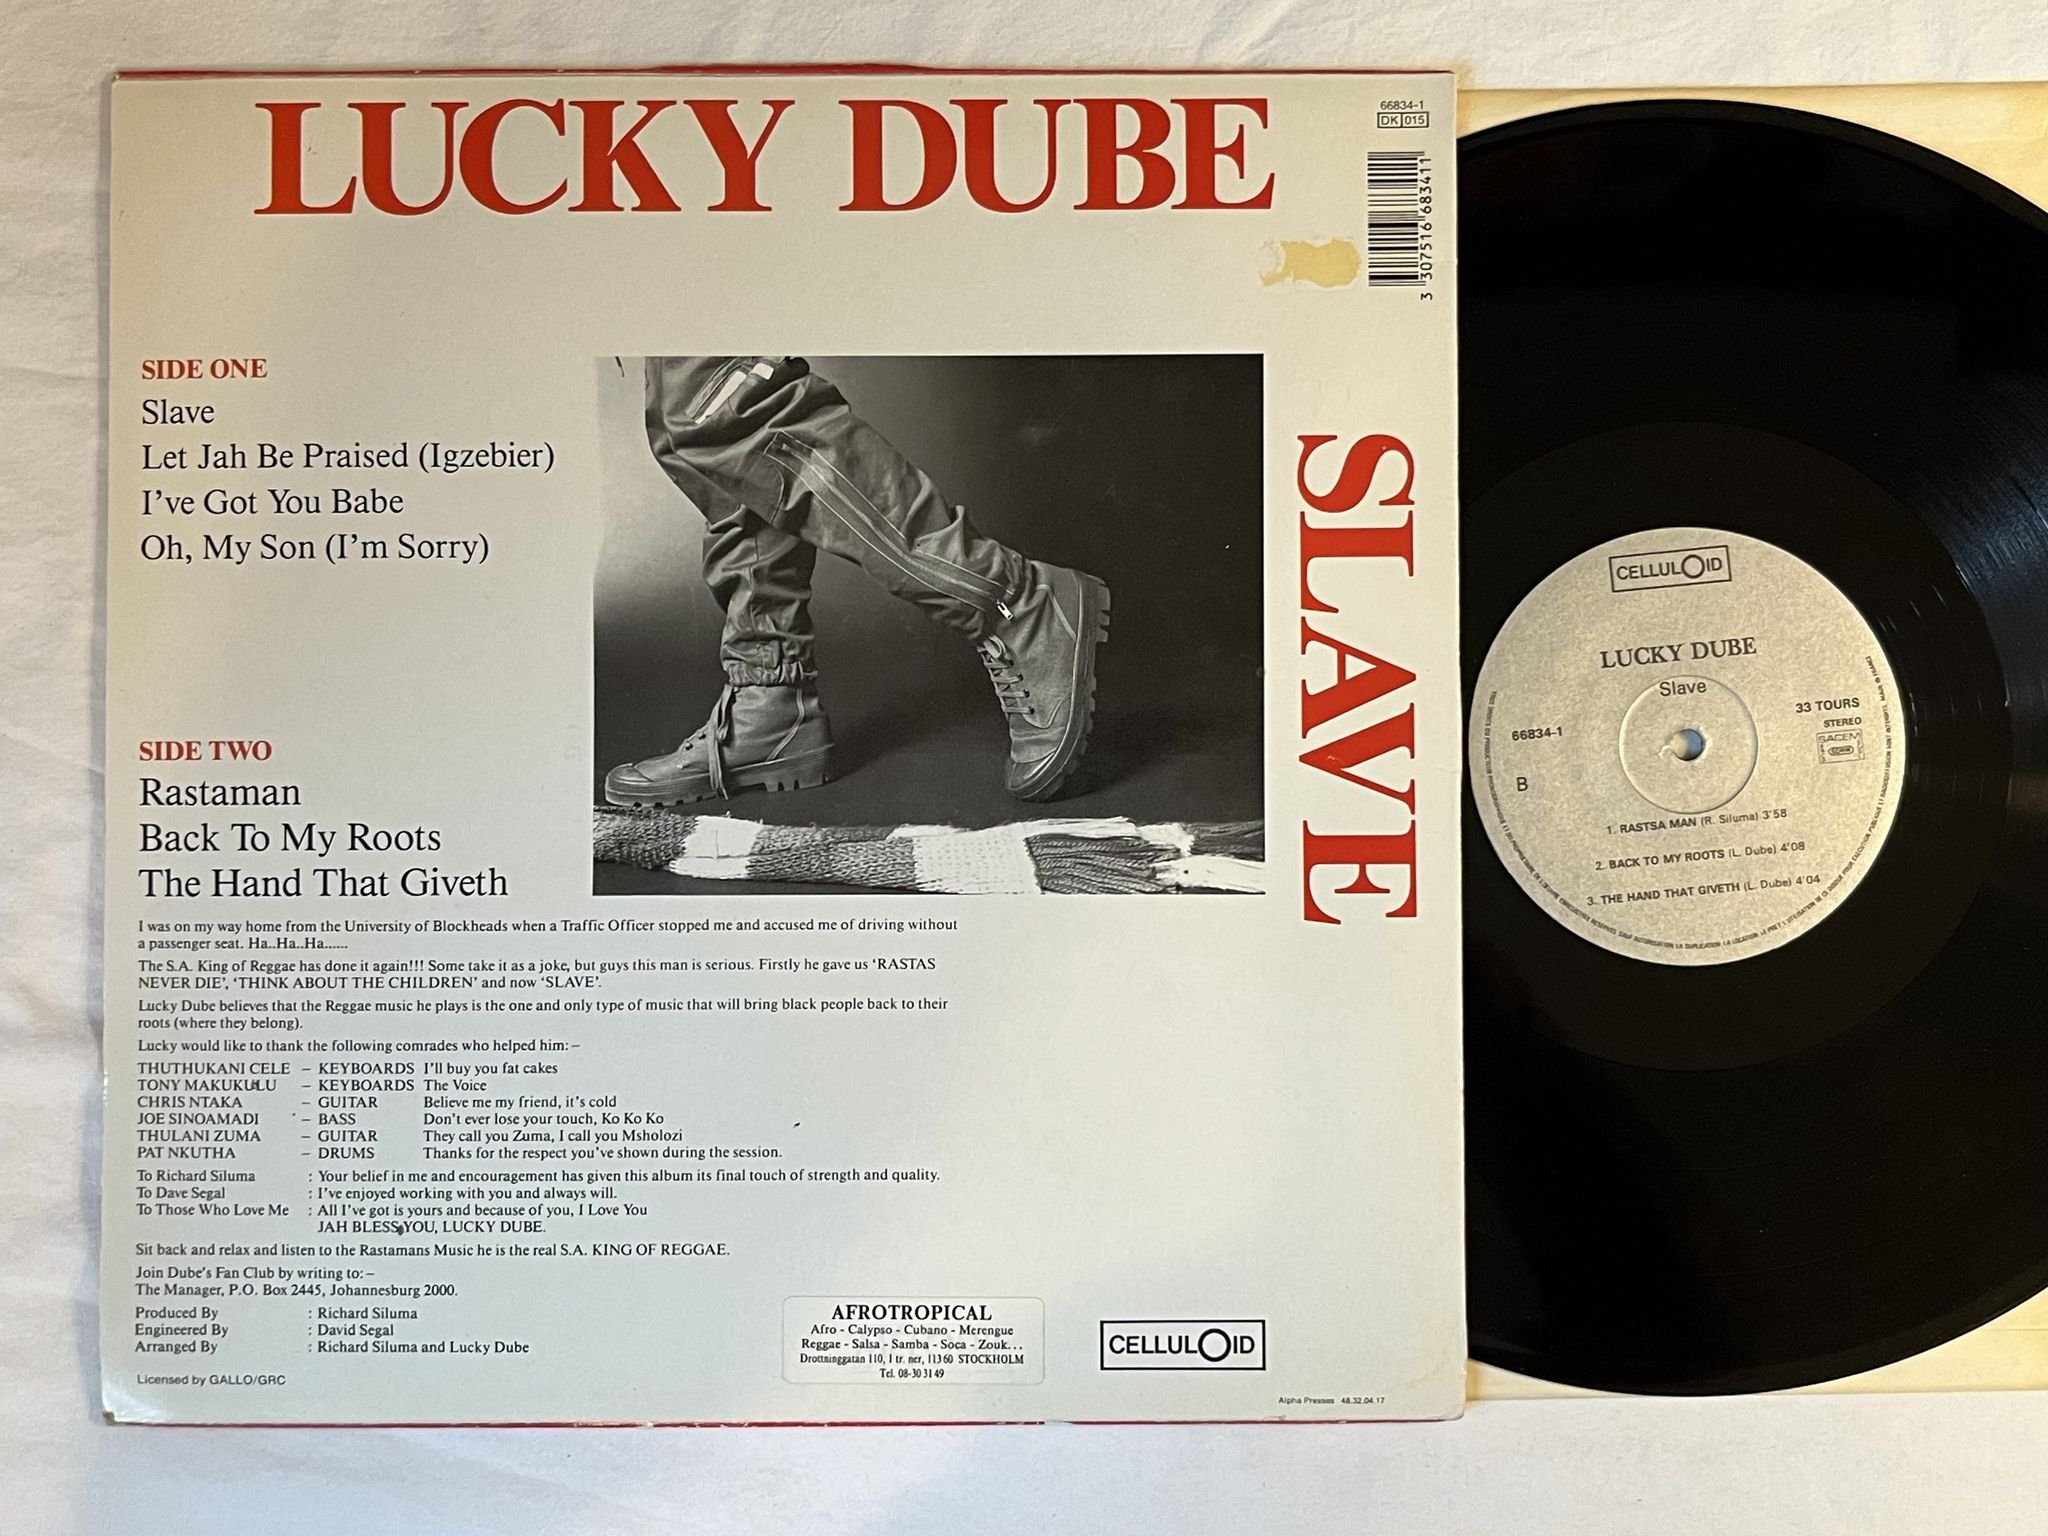 LUCKY DUBE
66834-1
DK 015
3 307516 683411
SLAVE
SIDE ONE
Slave
Let Jah Be Praised (Igzebier)
I've Got You Babe
Oh, My Son (I'm Sorry)
SIDE TWO
Rastaman
Back To My Roots
The Hand That Giveth
I was on my way home from the University of Blockheads when a Traffic Officer stopped me and accused me of driving without
a passenger seat. Ha..Ha..Ha......
The S.A. King of Reggae has done it again!!! Some take it as a joke, but guys this man is serious. Firstly he gave us ‘RASTAS
NEVER DIE’, ‘THINK ABOUT THE CHILDREN’ and now ‘SLAVE’.
Lucky Dube believes that the Reggae music he plays is the one and only type of music that will bring black people back to their
roots (where they belong).
Lucky would like to thank the following comrades who helped him:–
THUTHUKANI CELE – KEYBOARDS I'll buy you fat cakes
TONY MAKUKULU – KEYBOARDS The Voice
CHRIS NTAKA – GUITAR Believe me my friend, it's cold
JOE SINOAMADI – BASS Don't ever lose your touch, Ko Ko Ko
THULANI ZUMA – GUITAR They call you Zuma, I call you Msholozi
PAT NKUTHA – DRUMS Thanks for the respect you've shown during the session.
To Richard Siluma : Your belief in me and encouragement has given this album its final touch of strength and quality.
To Dave Segal : I've enjoyed working with you and always will.
To Those Who Love Me : All I've got is yours and because of you, I Love You
JAH BLESS YOU, LUCKY DUBE.
Sit back and relax and listen to the Rastamans Music he is the real S.A. KING OF REGGAE.
Join Dube's Fan Club by writing to:–
The Manager, P.O. Box 2445, Johannesburg 2000.
Produced By : Richard Siluma
Engineered By : David Segal
Arranged By : Richard Siluma and Lucky Dube
Licensed by GALLO/GRC
AFROTROPICAL
Afro - Calypso - Cubano - Merengue
Reggae - Salsa - Samba - Soca - Zouk...
Drottninggatan 110, 1 tr. ner, 113 60 STOCKHOLM
Tel. 08-30 31 49
CELLULOID
Alpha Presses 48.32.04.17
CELLULOID
LUCKY DUBE
Slave
33 TOURS
STEREO
SACEM
66834-1
B
1. RASTSA MAN (R. Siluma) 3'58
2. BACK TO MY ROOTS (L. Dube) 4'08
3. THE HAND THAT GIVETH (L. Dube) 4'04